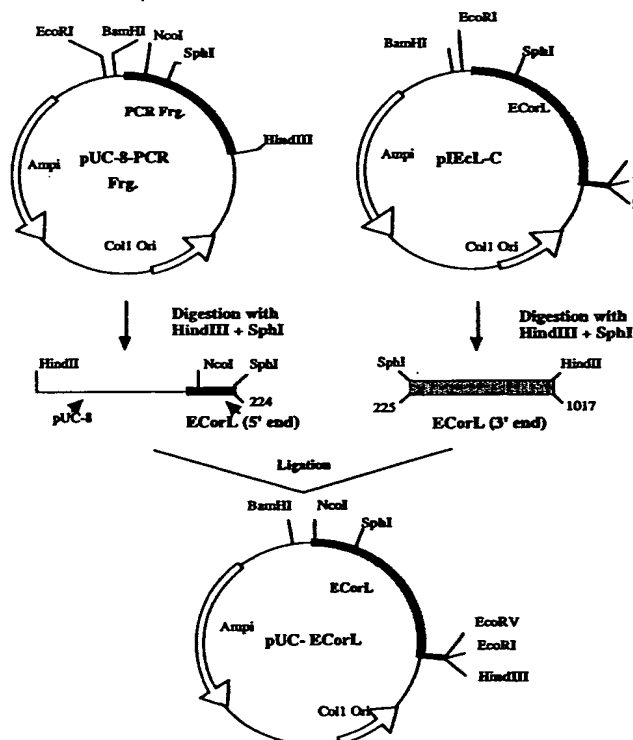 EcoRI
BamHI
NcoI
SphI
PCR Frg.
HindIII
Ampi
pUC-8-PCR
Frg.
Col1 Ori
BamHI
EcoRI
SphI
ECorL
Ampi
pIEcL-C
Col1 Ori
Digestion with
HindIII + SphI
Digestion with
HindIII + SphI
HindII
NcoI
SphI
pUC-8
224
ECorL (5' end)
SphI
HindII
225
1017
ECorL (3' end)
Ligation
BamHI
NcoI
SphI
ECorL
Ampi
pUC- ECorL
EcoRV
EcoRI
HindIII
Col1 Ori